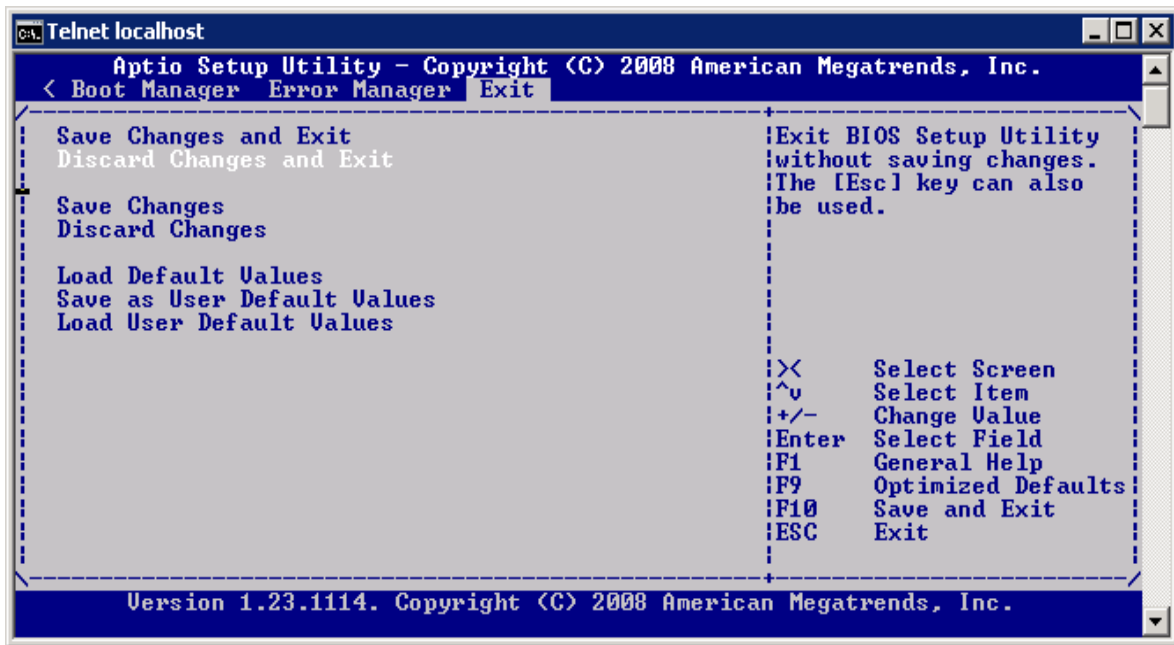 Telnet localhost
Aptio Setup Utility - Copyright (C) 2008 American Megatrends, Inc.
< Boot Manager Error Manager Exit
Save Changes and Exit
Discard Changes and Exit
Save Changes
Discard Changes
Load Default Values
Save as User Default Values
Load User Default Values
Exit BIOS Setup Utility
without saving changes.
The [Esc] key can also
be used.
>< Select Screen
^v Select Item
+/- Change Value
Enter Select Field
F1 General Help
F9 Optimized Defaults
F10 Save and Exit
ESC Exit
Version 1.23.1114. Copyright (C) 2008 American Megatrends, Inc.